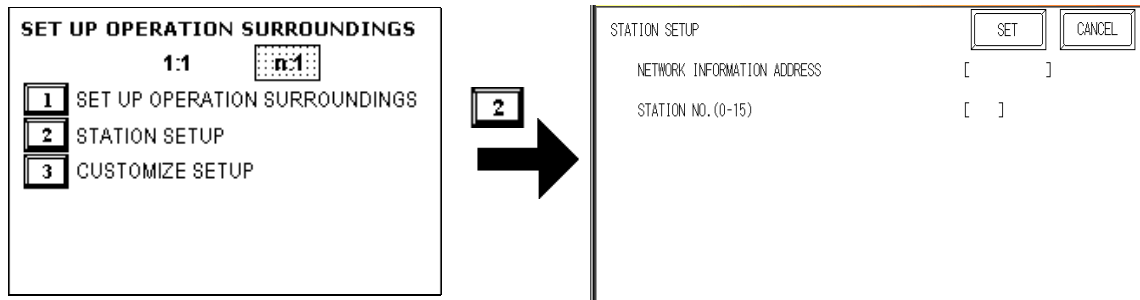 SET UP OPERATION SURROUNDINGS
1:1 n:1
1 SET UP OPERATION SURROUNDINGS
2 STATION SETUP
3 CUSTOMIZE SETUP
2
STATION SETUP SET CANCEL
NETWORK INFORMATION ADDRESS [ ]
STATION NO.(0-15) [ ]